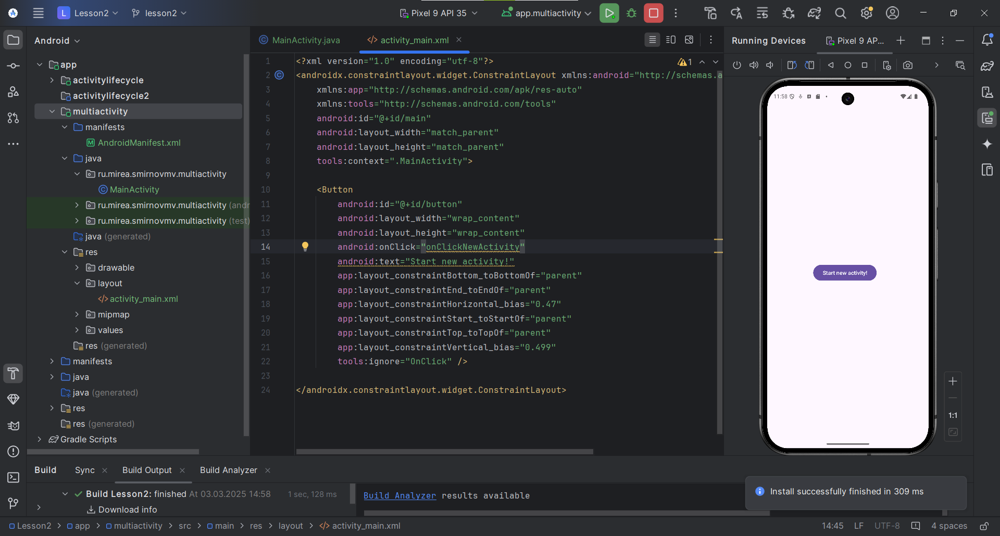 L Lesson2 lesson2 Pixel 9 API 35 app.multiactivity
Android
app
activitylifecycle
activitylifecycle2
multiactivity
manifests
AndroidManifest.xml
java
ru.mirea.smirnovmv.multiactivity
MainActivity
ru.mirea.smirnovmv.multiactivity (andr
ru.mirea.smirnovmv.multiactivity (test)
java (generated)
res
drawable
layout
activity_main.xml
mipmap
values
res (generated)
manifests
java
java (generated)
res
res (generated)
Gradle Scripts
MainActivity.java activity_main.xml
1 <?xml version="1.0" encoding="utf-8"?>
2 <androidx.constraintlayout.widget.ConstraintLayout xmlns:android="http://schemas.a
3 xmlns:app="http://schemas.android.com/apk/res-auto"
4 xmlns:tools="http://schemas.android.com/tools"
5 android:id="@+id/main"
6 android:layout_width="match_parent"
7 android:layout_height="match_parent"
8 tools:context=".MainActivity">
9
10 <Button
11 android:id="@+id/button"
12 android:layout_width="wrap_content"
13 android:layout_height="wrap_content"
14 android:onClick="onClickNewActivity"
15 android:text="Start new activity!"
16 app:layout_constraintBottom_toBottomOf="parent"
17 app:layout_constraintEnd_toEndOf="parent"
18 app:layout_constraintHorizontal_bias="0.47"
19 app:layout_constraintStart_toStartOf="parent"
20 app:layout_constraintTop_toTopOf="parent"
21 app:layout_constraintVertical_bias="0.499"
22 tools:ignore="OnClick" />
23
24 </androidx.constraintlayout.widget.ConstraintLayout>
1
Running Devices Pixel 9 AP...
11:58
Start new activity!
1:1
Build Sync Build Output Build Analyzer
Build Lesson2: finished At 03.03.2025 14:58 1 sec, 128 ms
Download info
Build Analyzer results available
Install successfully finished in 309 ms
Lesson2 > app > multiactivity > src > main > res > layout > activity_main.xml
14:45 LF UTF-8 4 spaces